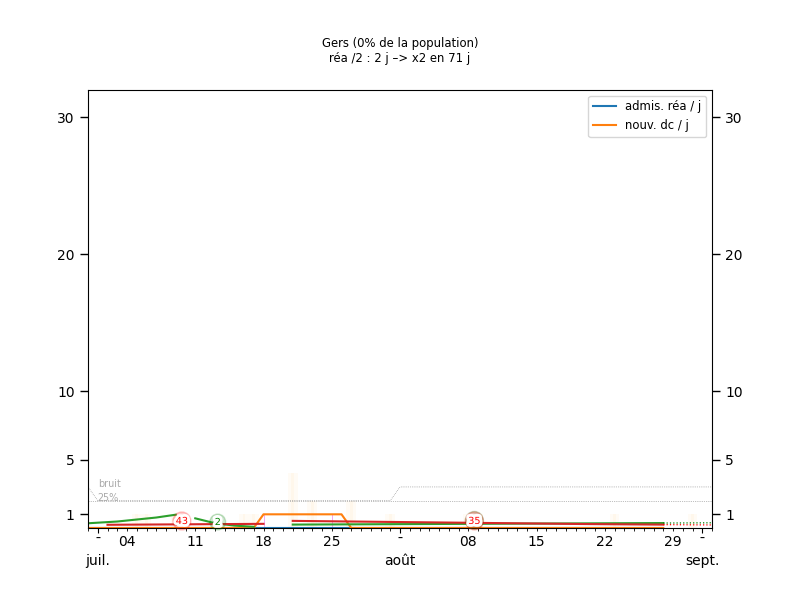 Gers (0% de la population)
réa /2 : 2 j –> x2 en 71 j
admis. réa / j
nouv. dc / j
30 30
20 20
10 10
5 5
1 1
bruit
25%
43 2 35
- 04 11 18 25 - 08 15 22 29 -
juil. août sept.